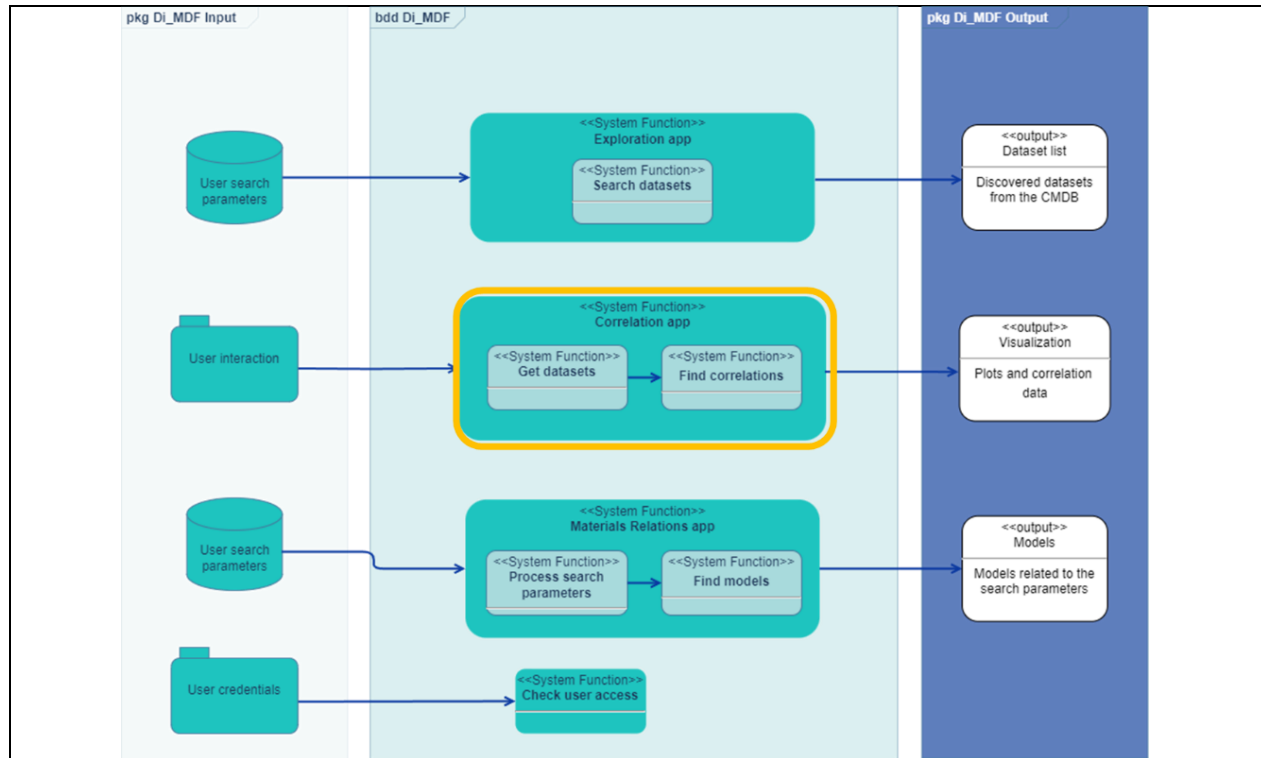 pkg Di_MDF Input
bdd Di_MDF
pkg Di_MDF Output
User search
parameters
<<System Function>>
Exploration app
<<System Function>>
Search datasets
<<output>>
Dataset list
Discovered datasets
from the CMDB
User interaction
<<System Function>>
Correlation app
<<System Function>>
Get datasets
<<System Function>>
Find correlations
<<output>>
Visualization
Plots and correlation
data
User search
parameters
<<System Function>>
Materials Relations app
<<System Function>>
Process search
parameters
<<System Function>>
Find models
<<output>>
Models
Models related to the
search parameters
User credentials
<<System Function>>
Check user access